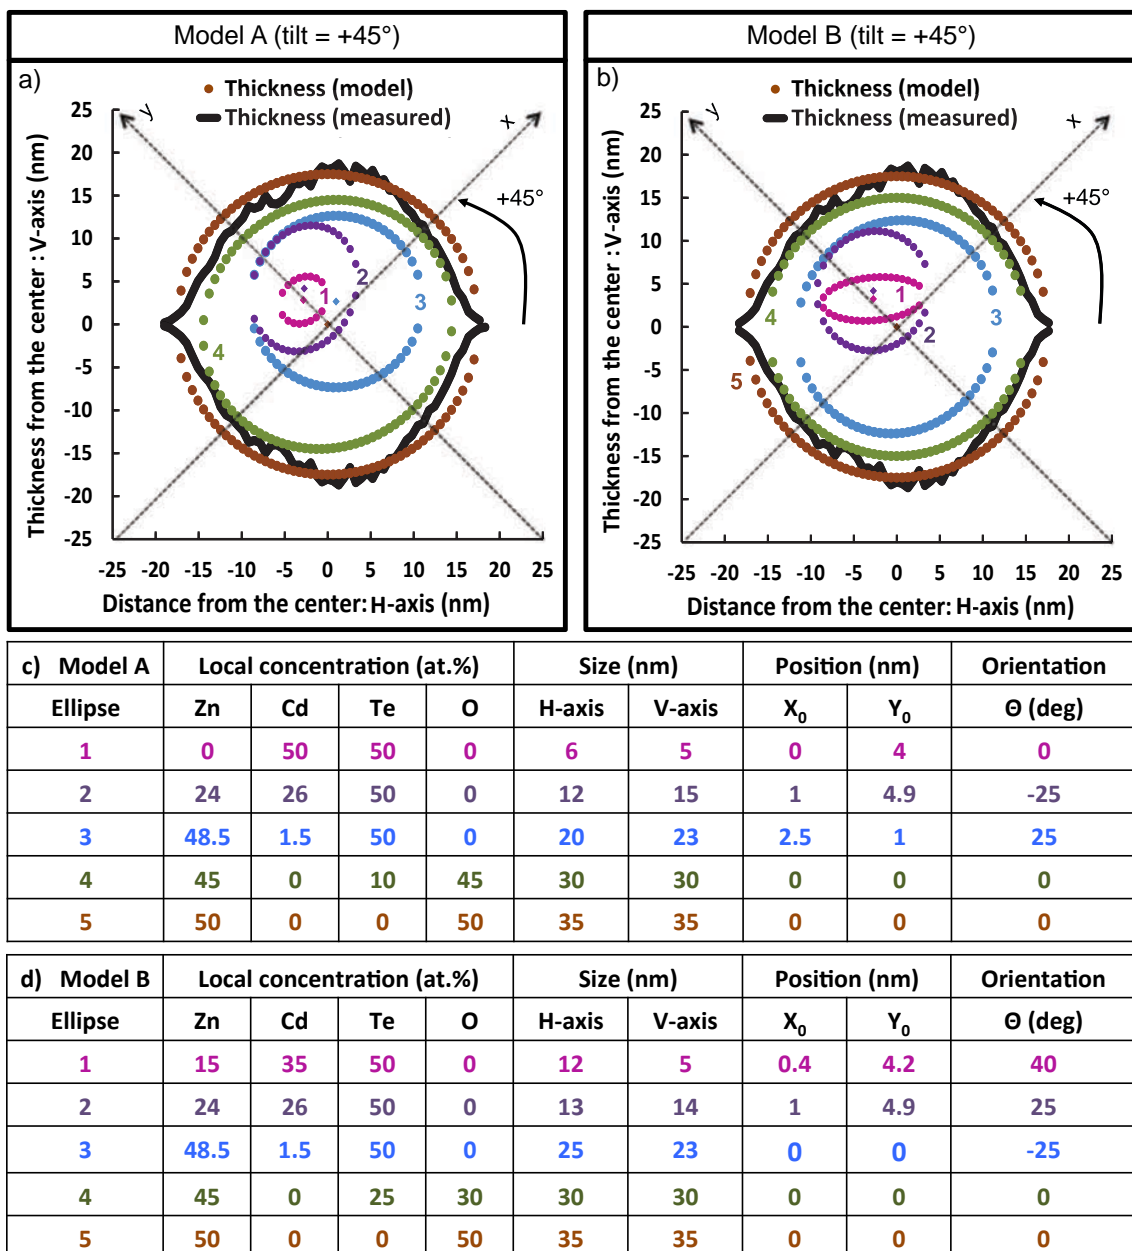 Model A (tilt = +45°)
Model B (tilt = +45°)
a)
Thickness (model)
Thickness (measured)
y
x
+45°
25
20
15
10
5
0
-5
-10
-15
-20
-25
Thickness from the center : V-axis (nm)
1
2
3
4
-25 -20 -15 -10 -5 0 5 10 15 20 25
Distance from the center: H-axis (nm)
b)
Thickness (model)
Thickness (measured)
y
x
+45°
25
20
15
10
5
0
-5
-10
-15
-20
-25
Thickness from the center : V-axis (nm)
1
2
3
4
5
-25 -20 -15 -10 -5 0 5 10 15 20 25
Distance from the center: H-axis (nm)
c) Model A Local concentration (at.%) Size (nm) Position (nm) Orientation
Ellipse Zn Cd Te O H-axis V-axis X0 Y0 Θ (deg)
1 0 50 50 0 6 5 0 4 0
2 24 26 50 0 12 15 1 4.9 -25
3 48.5 1.5 50 0 20 23 2.5 1 25
4 45 0 10 45 30 30 0 0 0
5 50 0 0 50 35 35 0 0 0
d) Model B Local concentration (at.%) Size (nm) Position (nm) Orientation
Ellipse Zn Cd Te O H-axis V-axis X0 Y0 Θ (deg)
1 15 35 50 0 12 5 0.4 4.2 40
2 24 26 50 0 13 14 1 4.9 25
3 48.5 1.5 50 0 25 23 0 0 -25
4 45 0 25 30 30 30 0 0 0
5 50 0 0 50 35 35 0 0 0